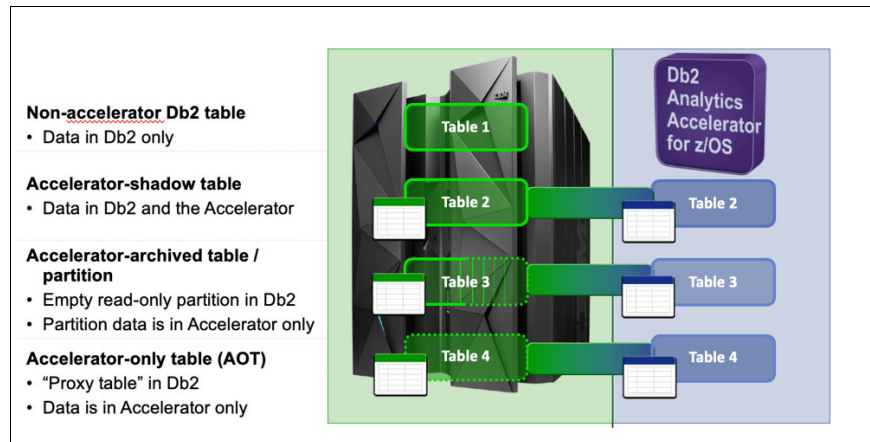 Non-accelerator Db2 table
• Data in Db2 only
Accelerator-shadow table
• Data in Db2 and the Accelerator
Accelerator-archived table /
partition
• Empty read-only partition in Db2
• Partition data is in Accelerator only
Accelerator-only table (AOT)
• “Proxy table” in Db2
• Data is in Accelerator only
Table 1
Table 2
Table 3
Table 4
Db2
Analytics
Accelerator
for z/OS
Table 2
Table 3
Table 4